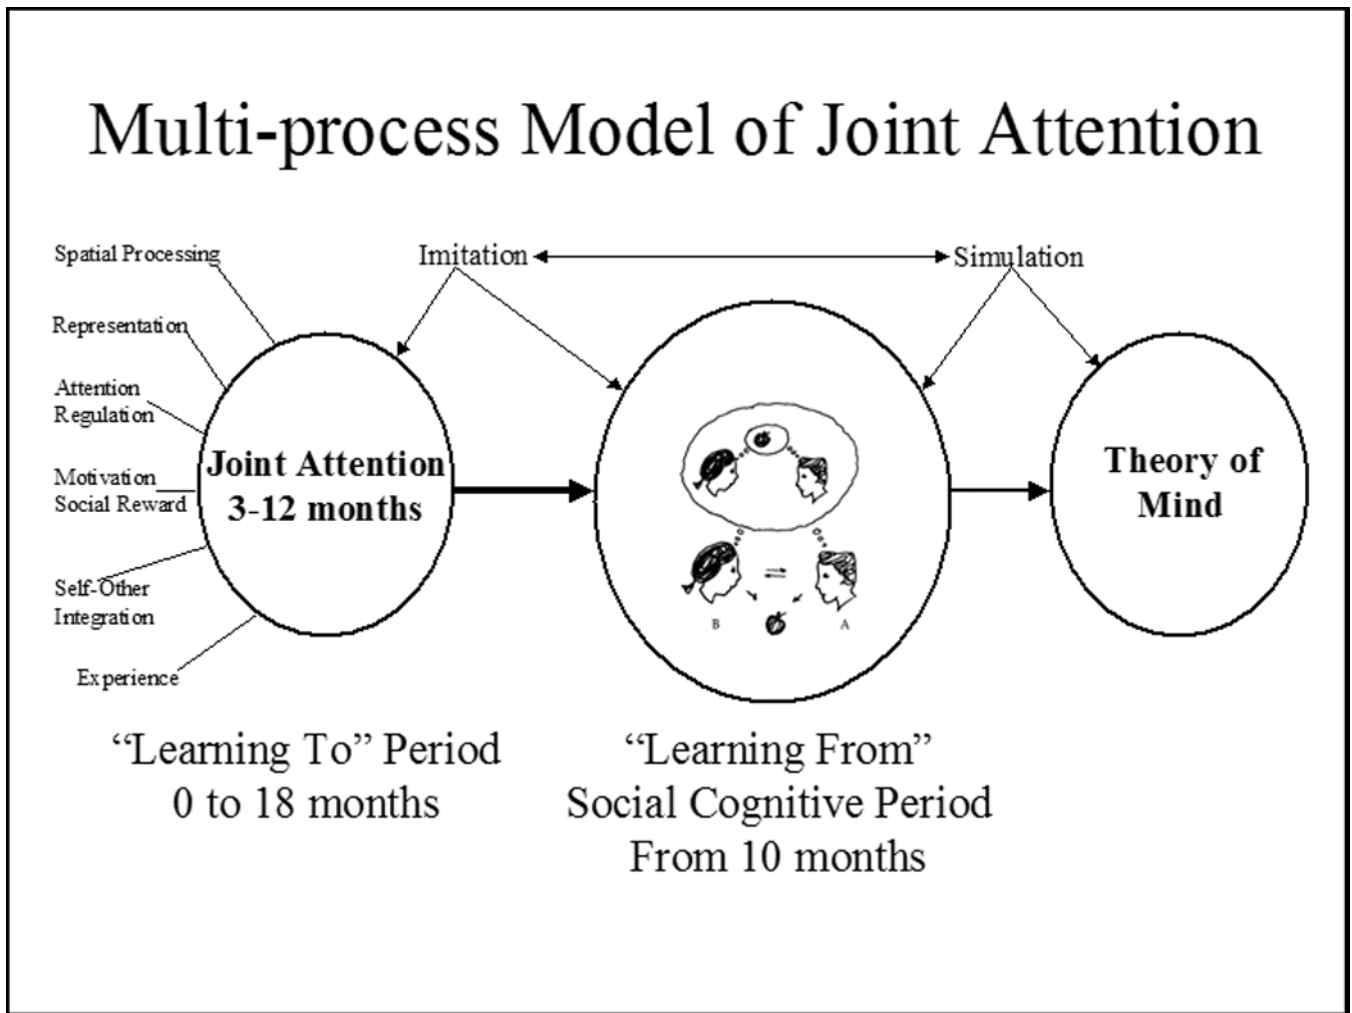 Multi-process Model of Joint Attention
Spatial Processing
Imitation
Simulation
Representation
Attention
Regulation
Motivation
Social Reward
Self-Other
Integration
Experience
Joint Attention
3-12 months
B
A
Theory of
Mind
“Learning To” Period
0 to 18 months
“Learning From”
Social Cognitive Period
From 10 months